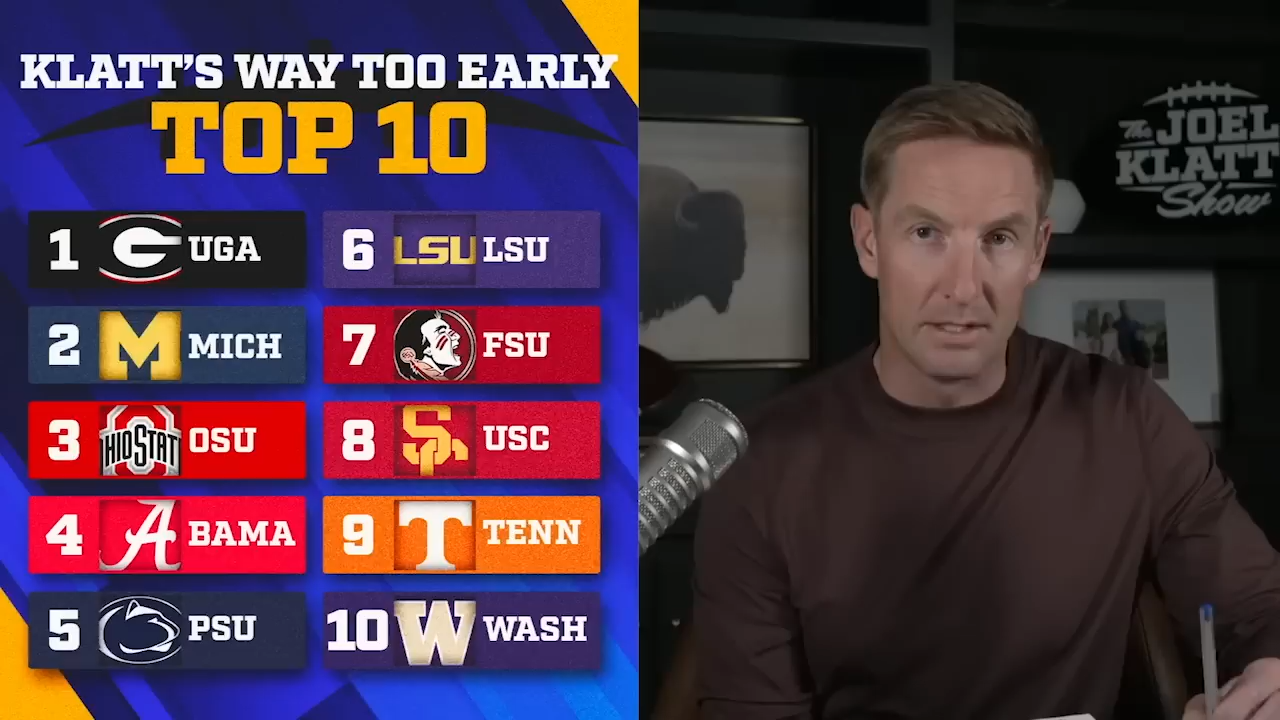 KLATT'S WAY TOO EARLY
TOP 10
1 UGA
2 M MICH
3 OHIO STATE OSU
4 A BAMA
5 PSU
6 LSU LSU
7 FSU
8 SC USC
9 T TENN
10 W WASH
The JOEL
KLATT
Show